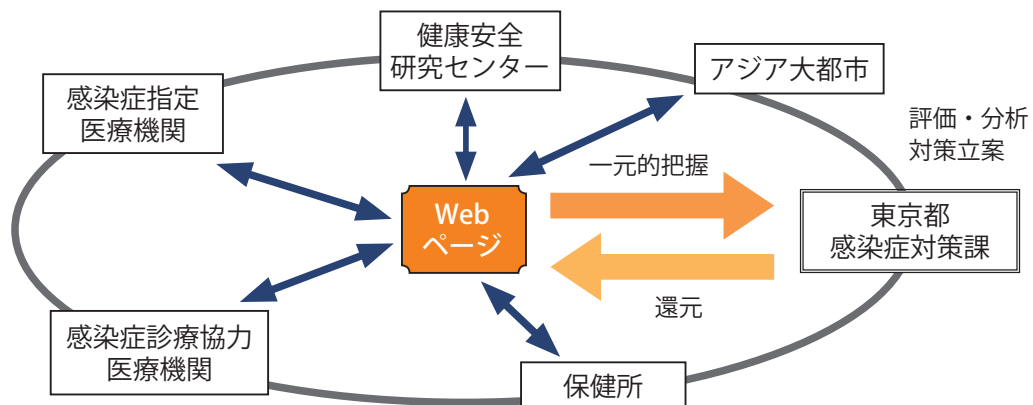 健康安全
研究センター
アジア大都市
感染症指定
医療機関
評価・分析
対策立案
一元的把握
Web
ページ
東京都
感染症対策課
還元
感染症診療協力
医療機関
保健所